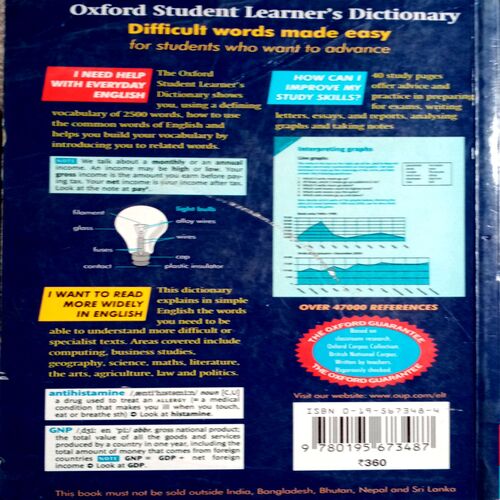 Oxford Student Learner's Dictionary
Difficult words made easy
for students who want to advance
I NEED HELP
WITH EVERYDAY
ENGLISH
The Oxford
Student Learner's
Dictionary shows
you, using a defining
vocabulary of 2500 words, how to use
the common words of English and
helps you build your vocabulary by
introducing you to related words.
NOTE We talk about a monthly or an annual
income. An income may be high or low. Your
gross income is the amount you earn before pay-
ing tax. Your net income is your income after tax.
Look at the note at pay².
light bulb
filament
alloy wires
glass
wires
fuses
cap
contact
plastic insulator
I WANT TO READ
MORE WIDELY
IN ENGLISH
This dictionary
explains in simple
English the words
you need to be
able to understand more difficult or
specialist texts. Areas covered include
computing, business studies,
geography, science, maths, literature,
the arts, agriculture, law and politics.
antihistamine /ˌæntiˈhɪstəmiːn/ noun [C,U]
a drug used to treat an ALLERGY (= a medical
condition that makes you ill when you touch,
eat or breathe sth) Look at histamine.
GNP /ˌdʒiː en ˈpiː/ abbr. gross national product;
the total value of all the goods and services
produced by a country in one year, including the
total amount of money that comes from foreign
countries NOTE GNP = GDP + net foreign
income Look at GDP.
HOW CAN I
IMPROVE MY
STUDY SKILLS?
40 study pages
offer advice and
practice in preparing
for exams, writing
letters, essays, and reports, analysing
graphs and taking notes.
Interpreting graphs
Line graphs
OVER 47000 REFERENCES
THE OXFORD GUARANTEE
Based on
classroom research,
Oxford Corpus Collection,
British National Corpus.
Written by teachers.
Rigorously checked.
THE OXFORD GUARANTEE
Visit our website: www.oup.com/elt
ISBN 0-19-567348-4
9 780195 673487
₹360
This book must not be sold outside India, Bangladesh, Bhutan, Nepal and Sri Lanka